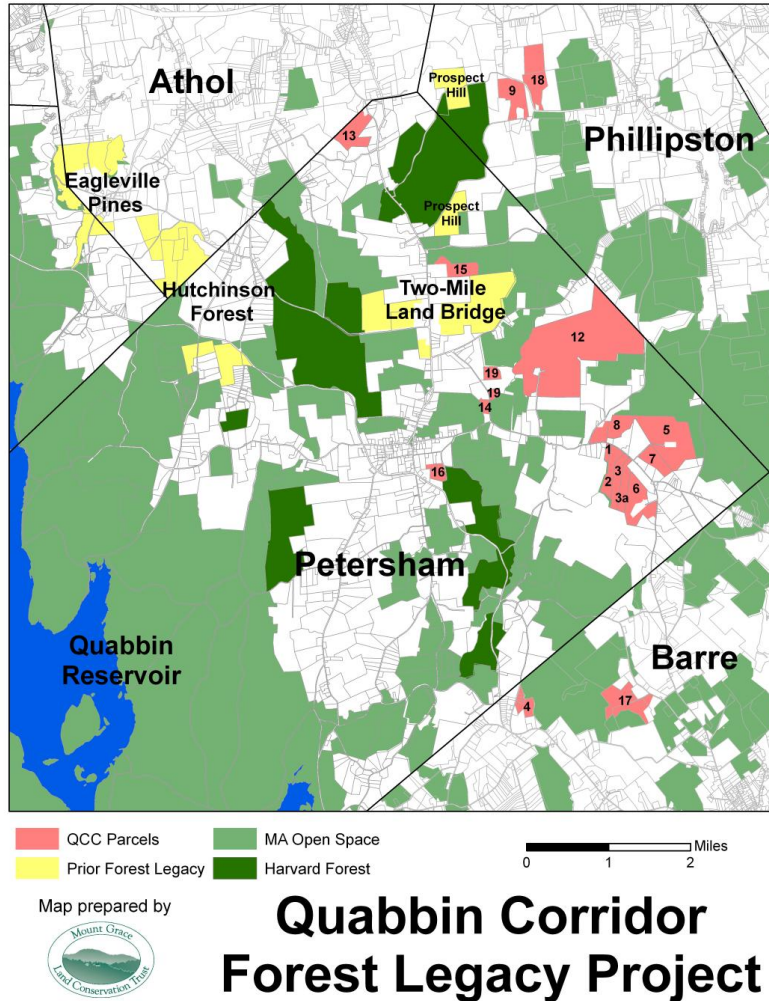 Athol
Prospect
Hill
9
18
13
Phillipston
Eagleville
Pines
Prospect
Hill
15
Hutchinson
Forest
Two-Mile
Land Bridge
12
19
19
14
8
5
1
7
3
2
6
3a
16
Petersham
Quabbin
Reservoir
Barre
4
17
QCC Parcels
MA Open Space
Prior Forest Legacy
Harvard Forest
0
1
2
Miles
Map prepared by
Mount Grace
Land Conservation Trust
Quabbin Corridor
Forest Legacy Project